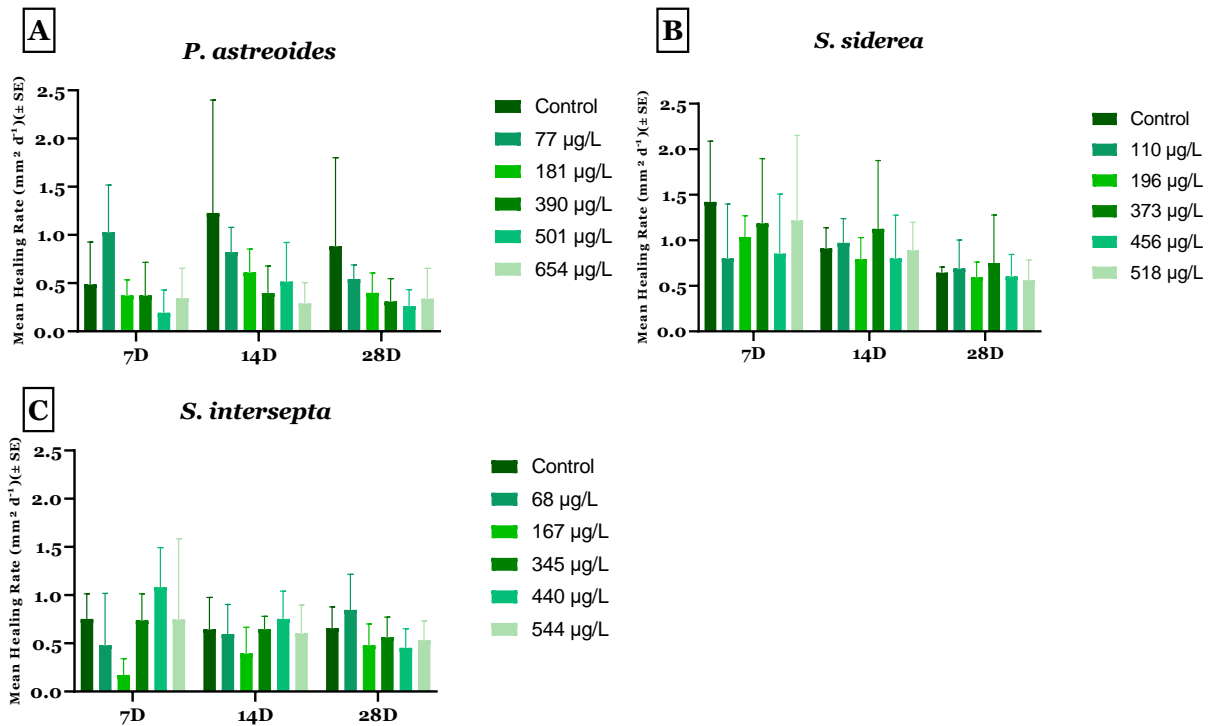 A
P. astreoides
Mean Healing Rate (mm² d⁻¹)(± SE)
2.5
2.0
1.5
1.0
0.5
0.0
7D
14D
28D
Control
77 µg/L
181 µg/L
390 µg/L
501 µg/L
654 µg/L
B
S. siderea
Mean Healing Rate (mm² d⁻¹)(± SE)
2.5
2.0
1.5
1.0
0.5
0.0
7D
14D
28D
Control
110 µg/L
196 µg/L
373 µg/L
456 µg/L
518 µg/L
C
S. intersepta
Mean Healing Rate (mm² d⁻¹)(± SE)
2.5
2.0
1.5
1.0
0.5
0.0
7D
14D
28D
Control
68 µg/L
167 µg/L
345 µg/L
440 µg/L
544 µg/L